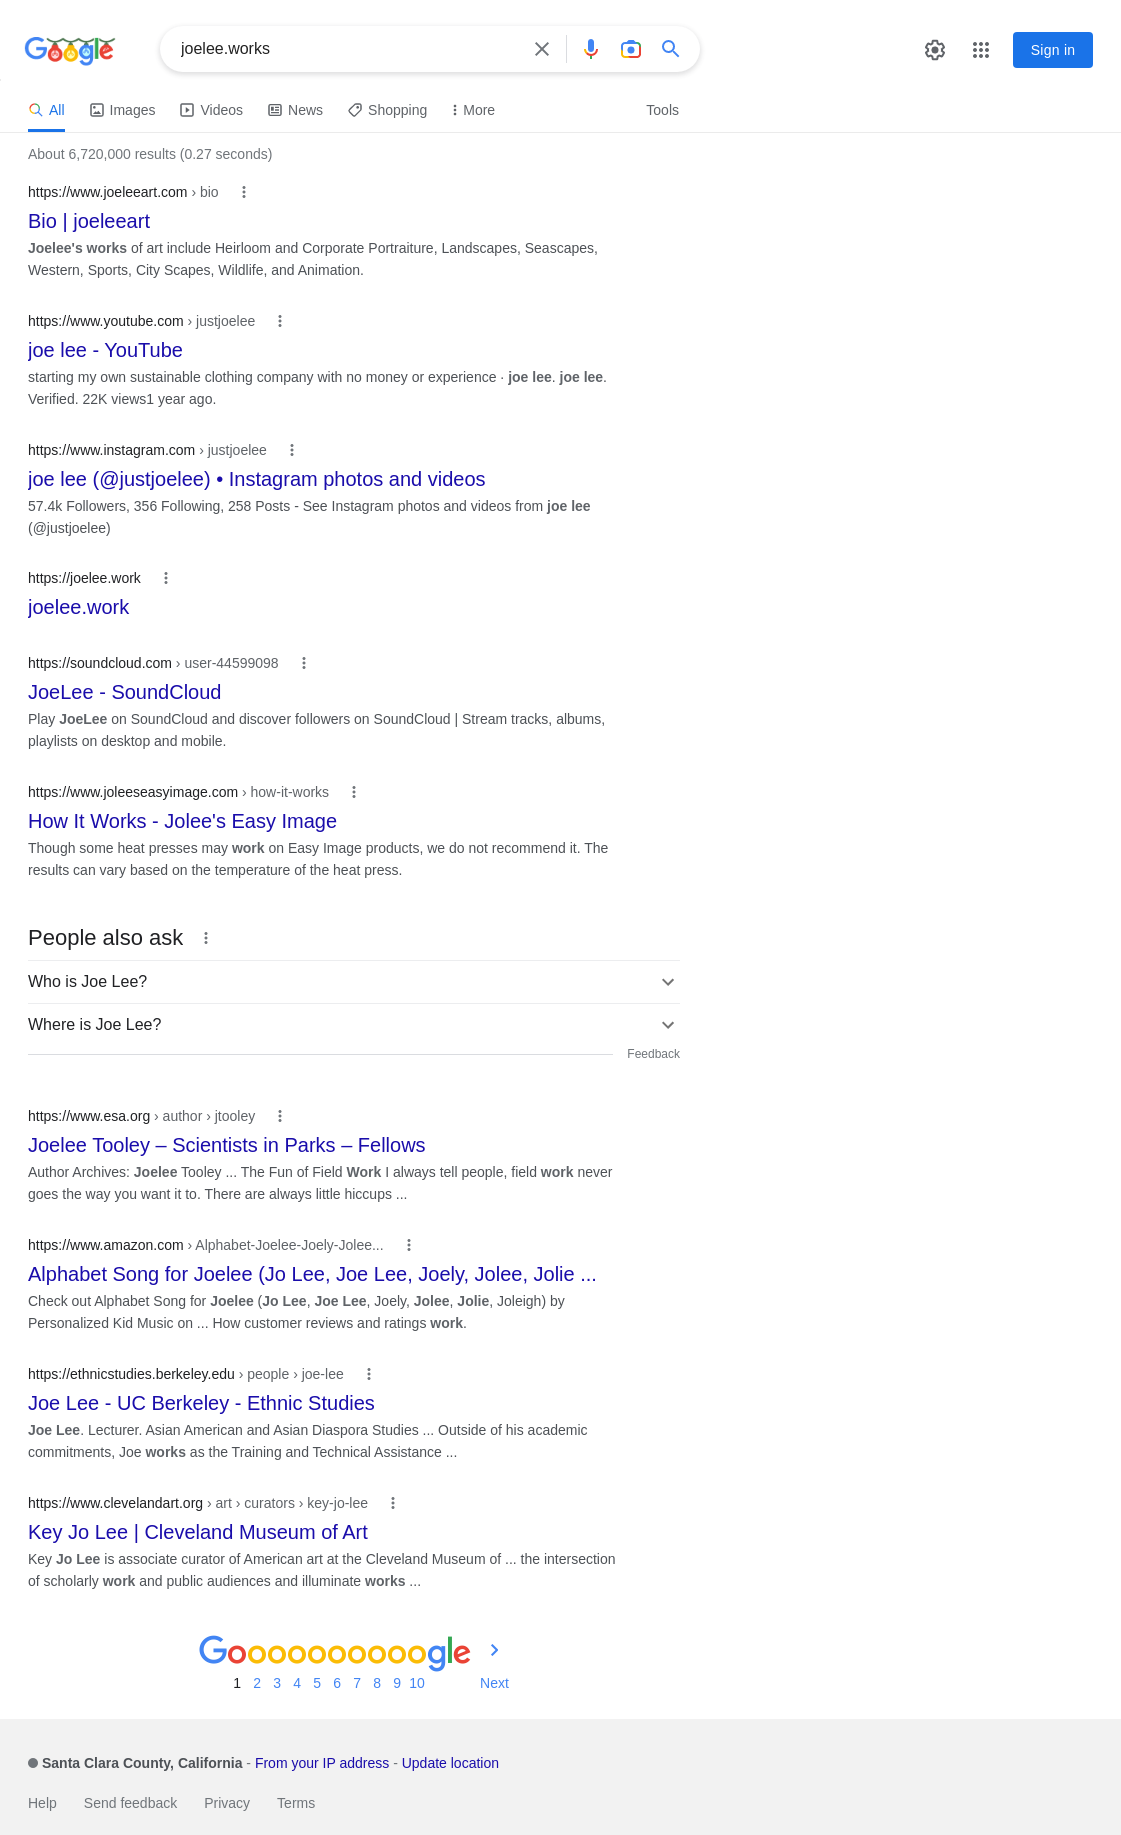 Google
joelee.works
Sign in
All Images Videos News Shopping More Tools
About 6,720,000 results (0.27 seconds)
https://www.joeleeart.com › bio
Bio | joeleeart
Joelee's works of art include Heirloom and Corporate Portraiture, Landscapes, Seascapes,
Western, Sports, City Scapes, Wildlife, and Animation.
https://www.youtube.com › justjoelee
joe lee - YouTube
starting my own sustainable clothing company with no money or experience · joe lee. joe lee.
Verified. 22K views1 year ago.
https://www.instagram.com › justjoelee
joe lee (@justjoelee) • Instagram photos and videos
57.4k Followers, 356 Following, 258 Posts - See Instagram photos and videos from joe lee
(@justjoelee)
https://joelee.work
joelee.work
https://soundcloud.com › user-44599098
JoeLee - SoundCloud
Play JoeLee on SoundCloud and discover followers on SoundCloud | Stream tracks, albums,
playlists on desktop and mobile.
https://www.joleeseasyimage.com › how-it-works
How It Works - Jolee's Easy Image
Though some heat presses may work on Easy Image products, we do not recommend it. The
results can vary based on the temperature of the heat press.
People also ask
Who is Joe Lee?
Where is Joe Lee?
Feedback
https://www.esa.org › author › jtooley
Joelee Tooley – Scientists in Parks – Fellows
Author Archives: Joelee Tooley ... The Fun of Field Work I always tell people, field work never
goes the way you want it to. There are always little hiccups ...
https://www.amazon.com › Alphabet-Joelee-Joely-Jolee...
Alphabet Song for Joelee (Jo Lee, Joe Lee, Joely, Jolee, Jolie ...
Check out Alphabet Song for Joelee (Jo Lee, Joe Lee, Joely, Jolee, Jolie, Joleigh) by
Personalized Kid Music on ... How customer reviews and ratings work.
https://ethnicstudies.berkeley.edu › people › joe-lee
Joe Lee - UC Berkeley - Ethnic Studies
Joe Lee. Lecturer. Asian American and Asian Diaspora Studies ... Outside of his academic
commitments, Joe works as the Training and Technical Assistance ...
https://www.clevelandart.org › art › curators › key-jo-lee
Key Jo Lee | Cleveland Museum of Art
Key Jo Lee is associate curator of American art at the Cleveland Museum of ... the intersection
of scholarly work and public audiences and illuminate works ...
Goooooooooogle
1 2 3 4 5 6 7 8 9 10 Next
Santa Clara County, California - From your IP address - Update location
Help Send feedback Privacy Terms